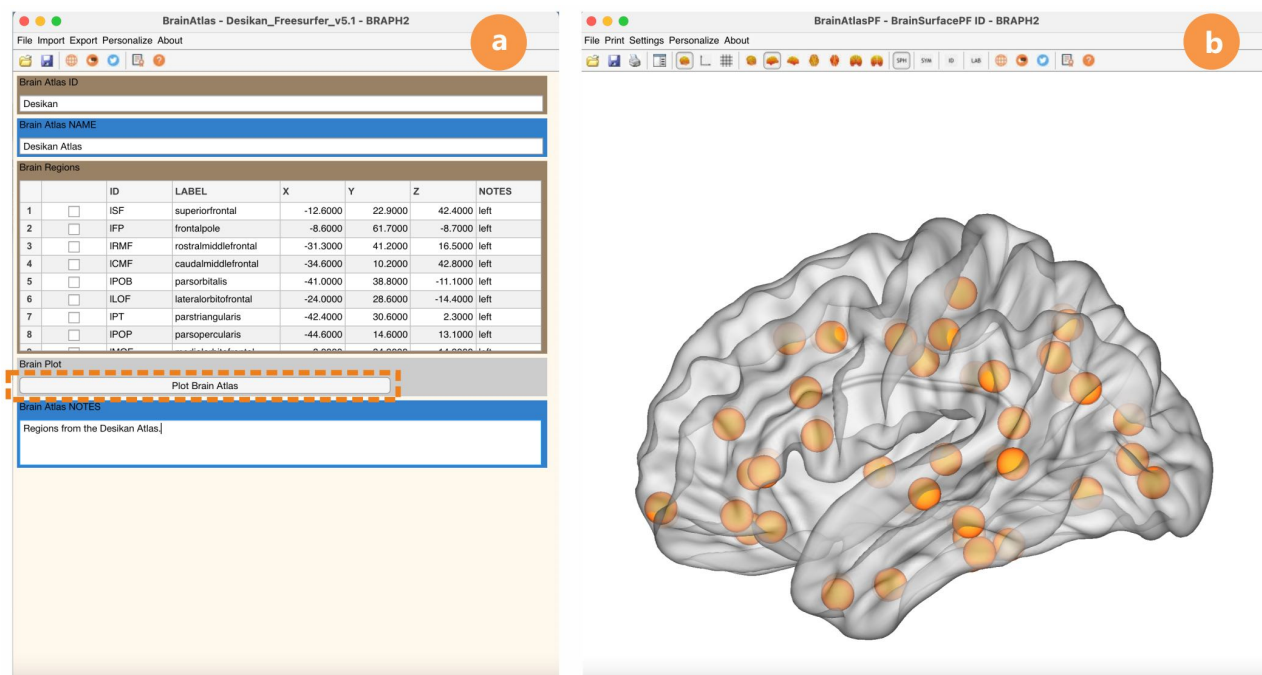 BrainAtlas - Desikan_Freesurfer_v5.1 - BRAPH2
File Import Export Personalize About
a
Brain Atlas ID
Desikan
Brain Atlas NAME
Desikan Atlas
Brain Regions
ID LABEL X Y Z NOTES
1 lSF superiorfrontal -12.6000 22.9000 42.4000 left
2 lFP frontalpole -8.6000 61.7000 -8.7000 left
3 lRMF rostralmiddlefrontal -31.3000 41.2000 16.5000 left
4 lCMF caudalmiddlefrontal -34.6000 10.2000 42.8000 left
5 lPOB parsorbitalis -41.0000 38.8000 -11.1000 left
6 lLOF lateralorbitofrontal -24.0000 28.6000 -14.4000 left
7 lPT parstriangularis -42.4000 30.6000 2.3000 left
8 lPOP parsopercularis -44.6000 14.6000 13.1000 left
Brain Plot
Plot Brain Atlas
Brain Atlas NOTES
Regions from the Desikan Atlas.
BrainAtlasPF - BrainSurfacePF ID - BRAPH2
File Print Settings Personalize About
b
SPH SYM ID LAB